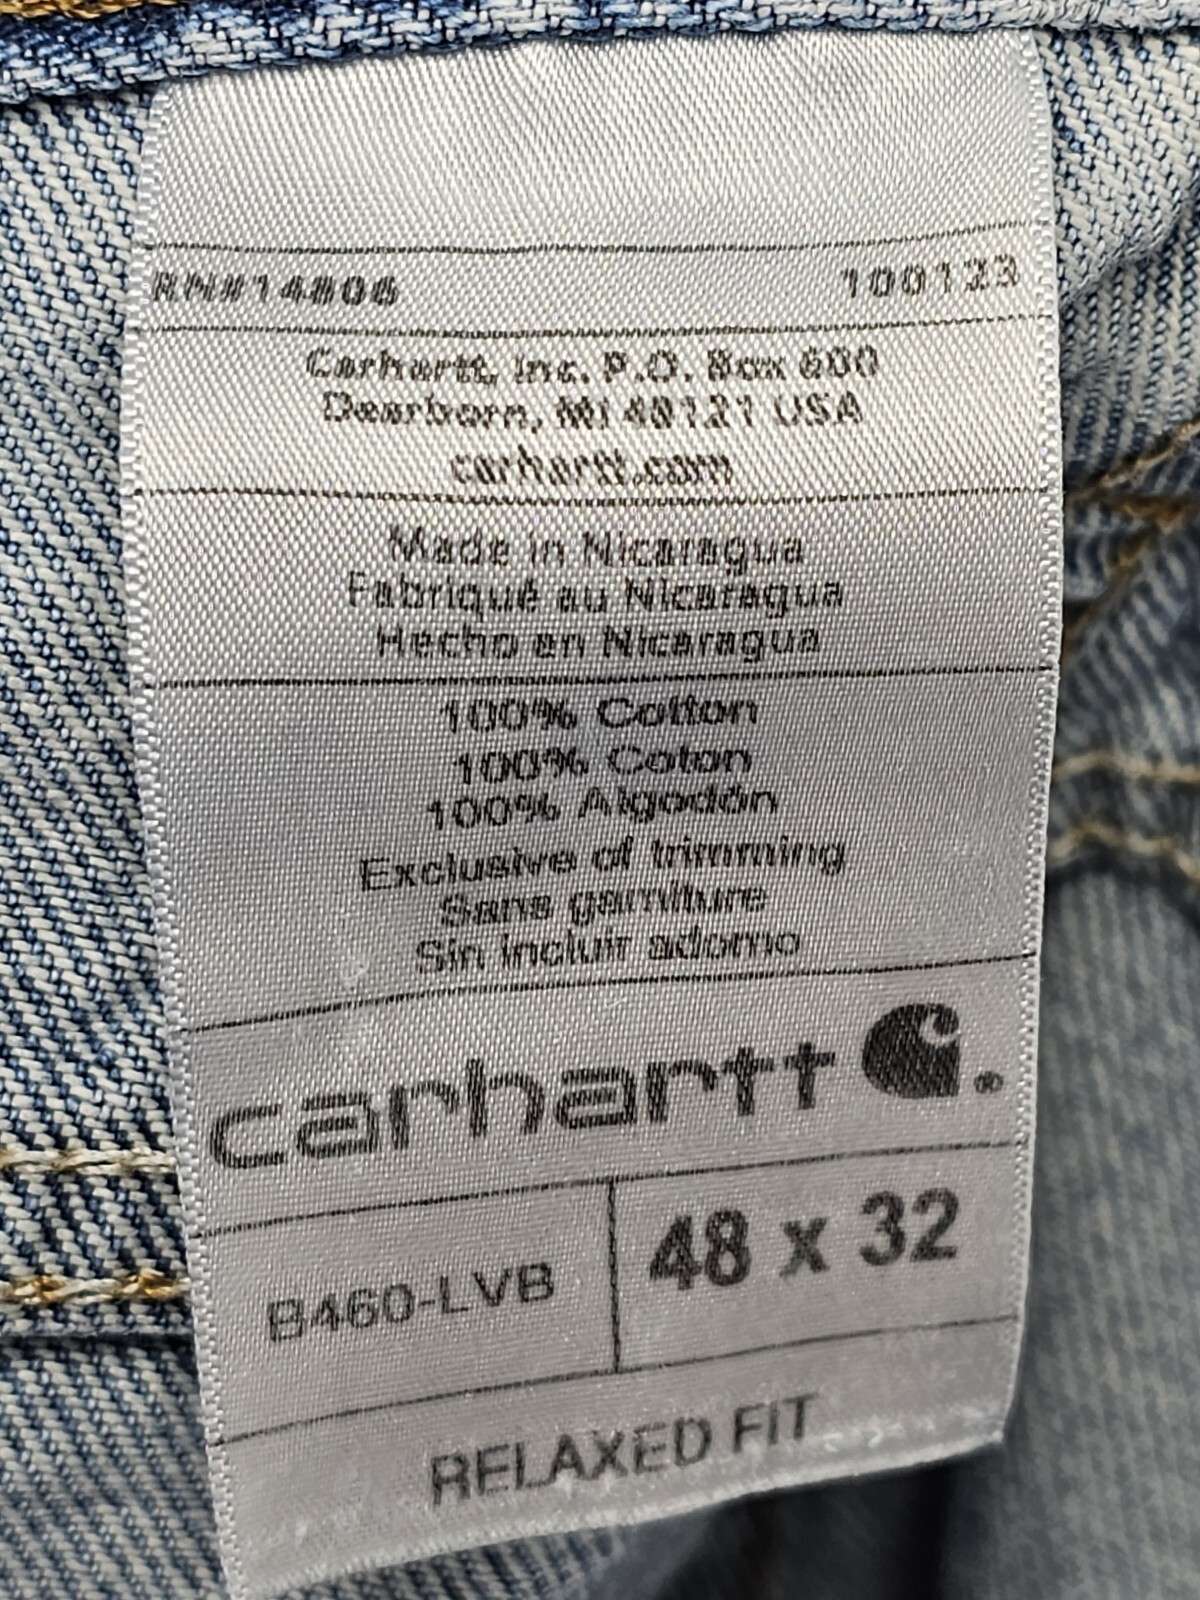 RN#14806 100123
Carhartt, Inc. P.O. Box 600
Dearborn, MI 48121 USA
carhartt.com
Made in Nicaragua
Fabriqué au Nicaragua
Hecho en Nicaragua
100% Cotton
100% Coton
100% Algodón
Exclusive of trimming
Sans garniture
Sin incluir adorno
carhartt ®
B460-LVB 48 x 32
RELAXED FIT